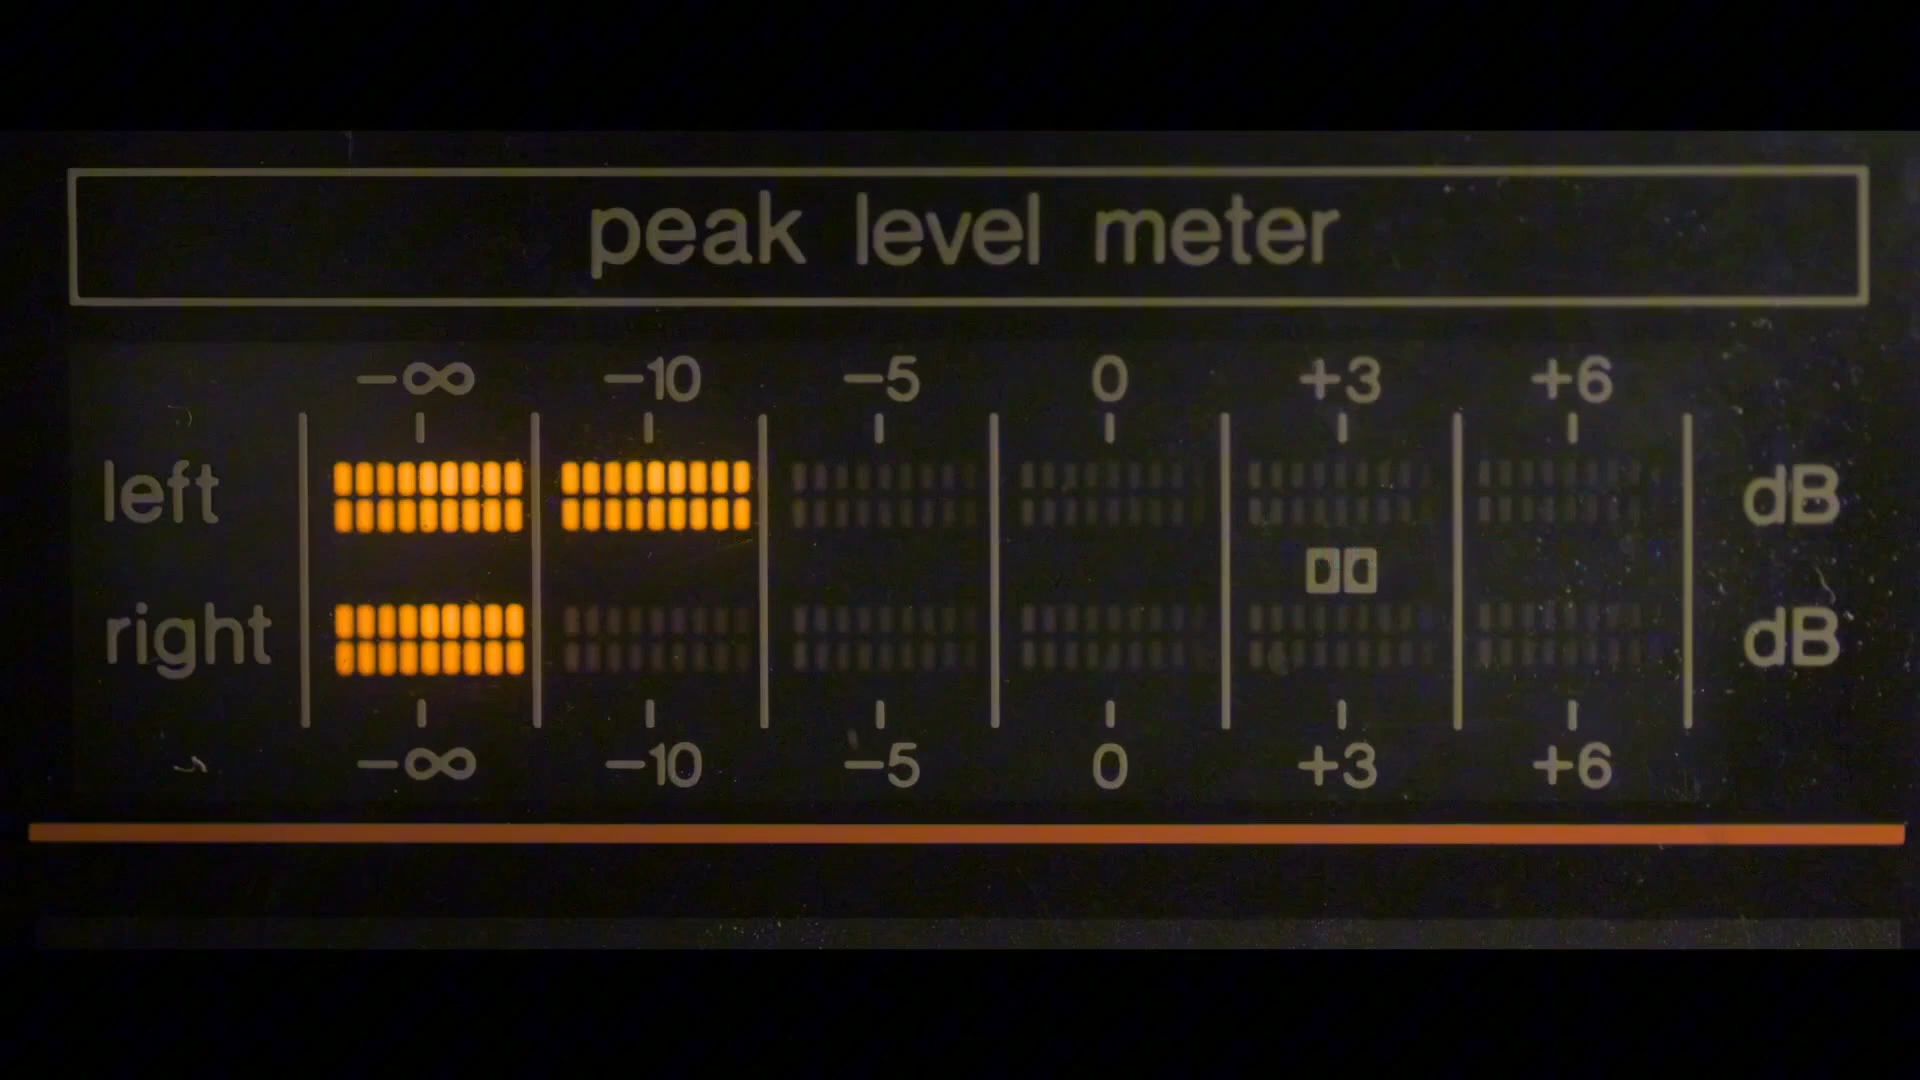 peak level meter
−∞ −10 −5 0 +3 +6
left dB
right dB
−∞ −10 −5 0 +3 +6